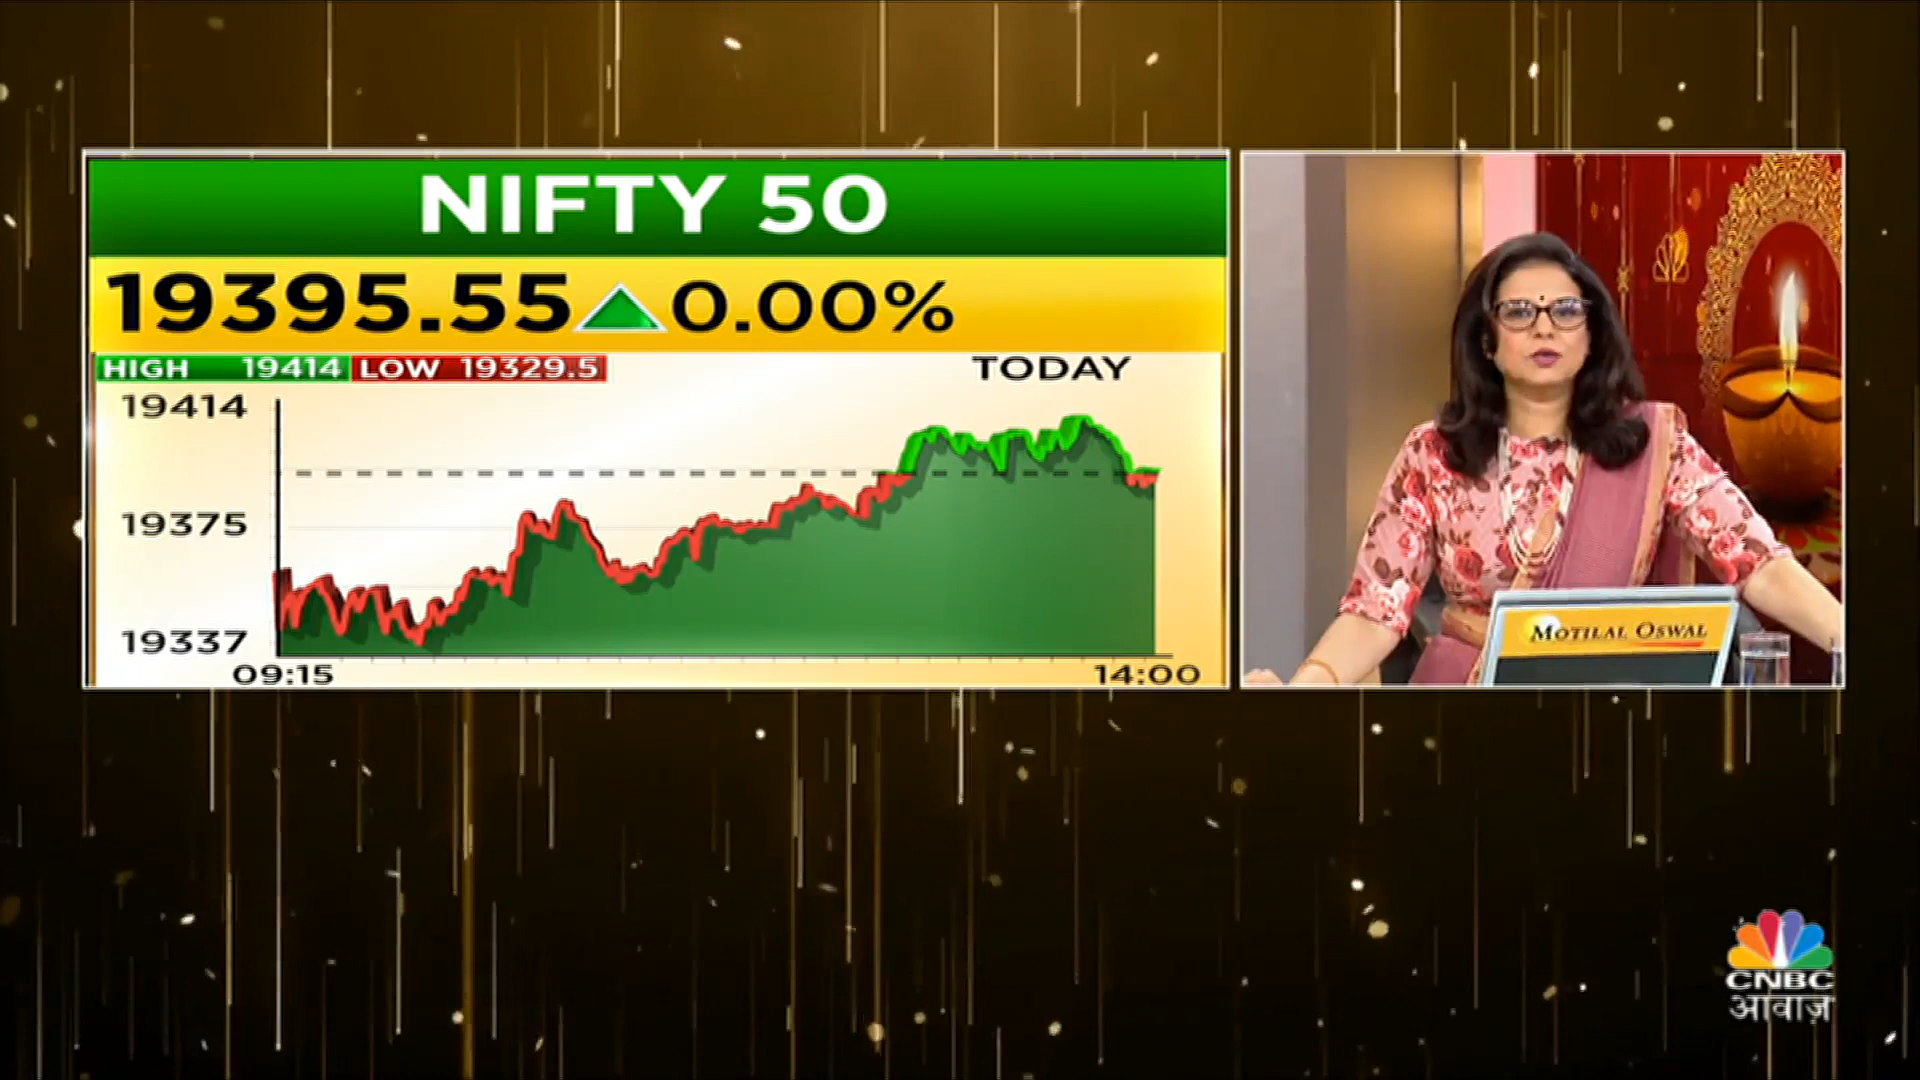 NIFTY 50
19395.55 0.00%
HIGH 19414 LOW 19329.5 TODAY
19414
19375
19337
09:15 14:00
MOTILAL OSWAL
CNBC
आवाज़